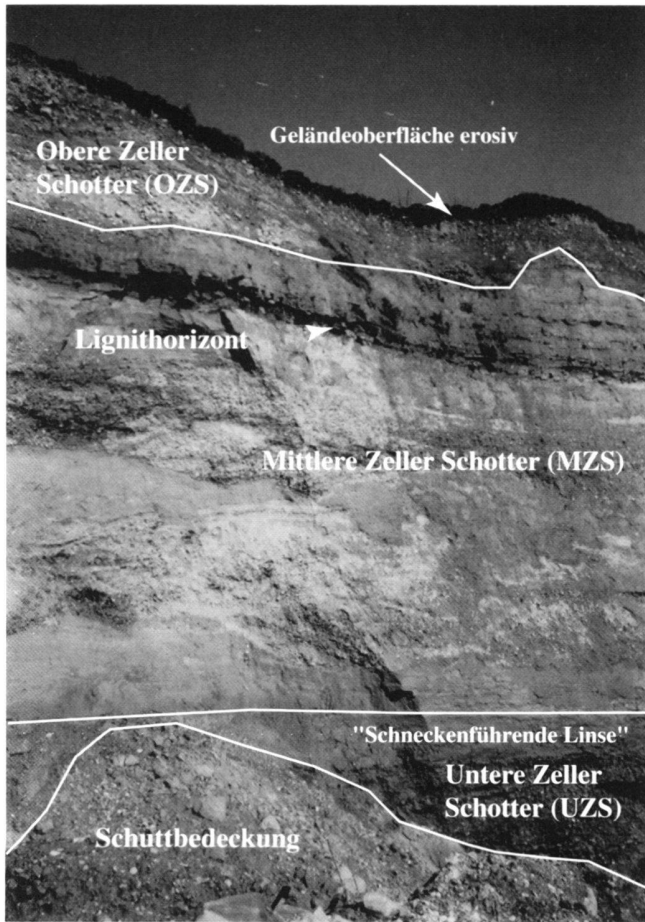 Geländeoberfläche erosiv
Obere Zeller
Schotter (OZS)
Lignithorizont
Mittlere Zeller Schotter (MZS)
"Schneckenführende Linse"
Untere Zeller
Schotter (UZS)
Schuttbedeckung